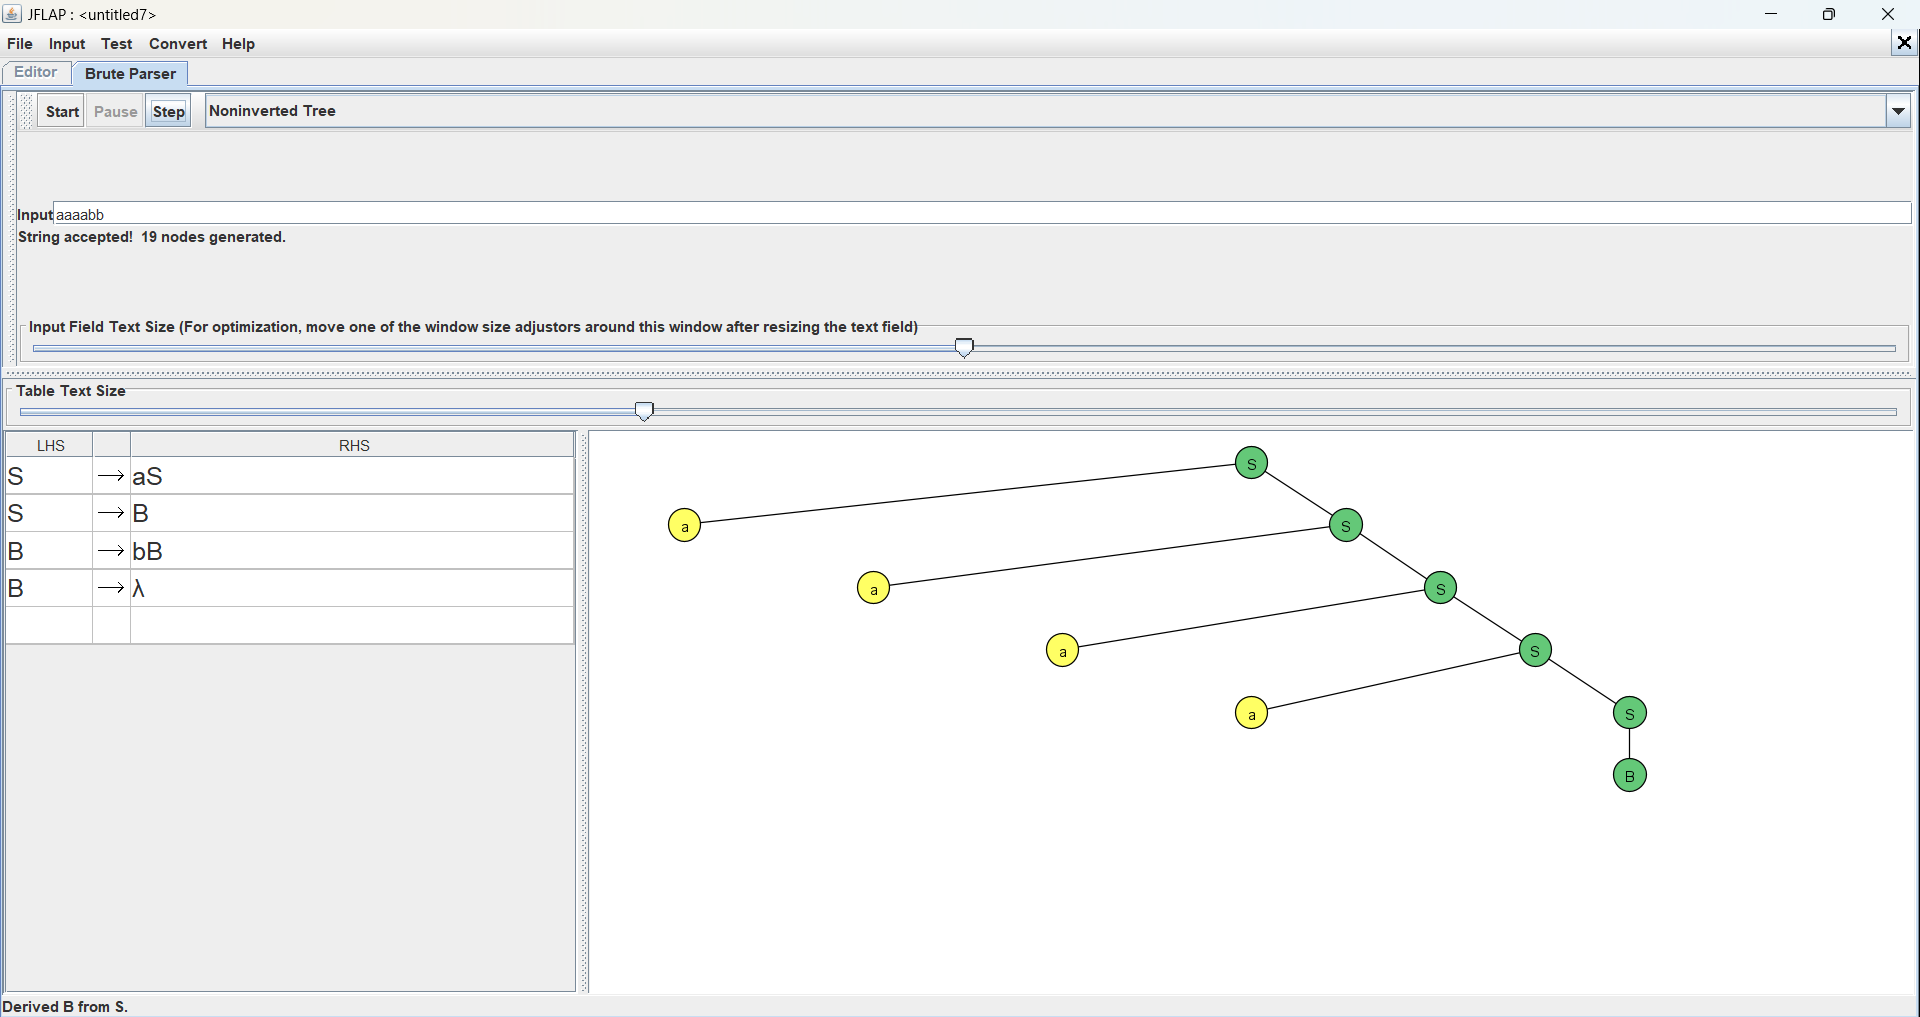 JFLAP : <untitled7>
File Input Test Convert Help
Editor Brute Parser
Start Pause Step Noninverted Tree
Input aaaabb
String accepted! 19 nodes generated.
Input Field Text Size (For optimization, move one of the window size adjustors around this window after resizing the text field)
Table Text Size
LHS RHS
S → aS
S → B
B → bB
B → λ
S
a S
a S
a S
a S
B
Derived B from S.